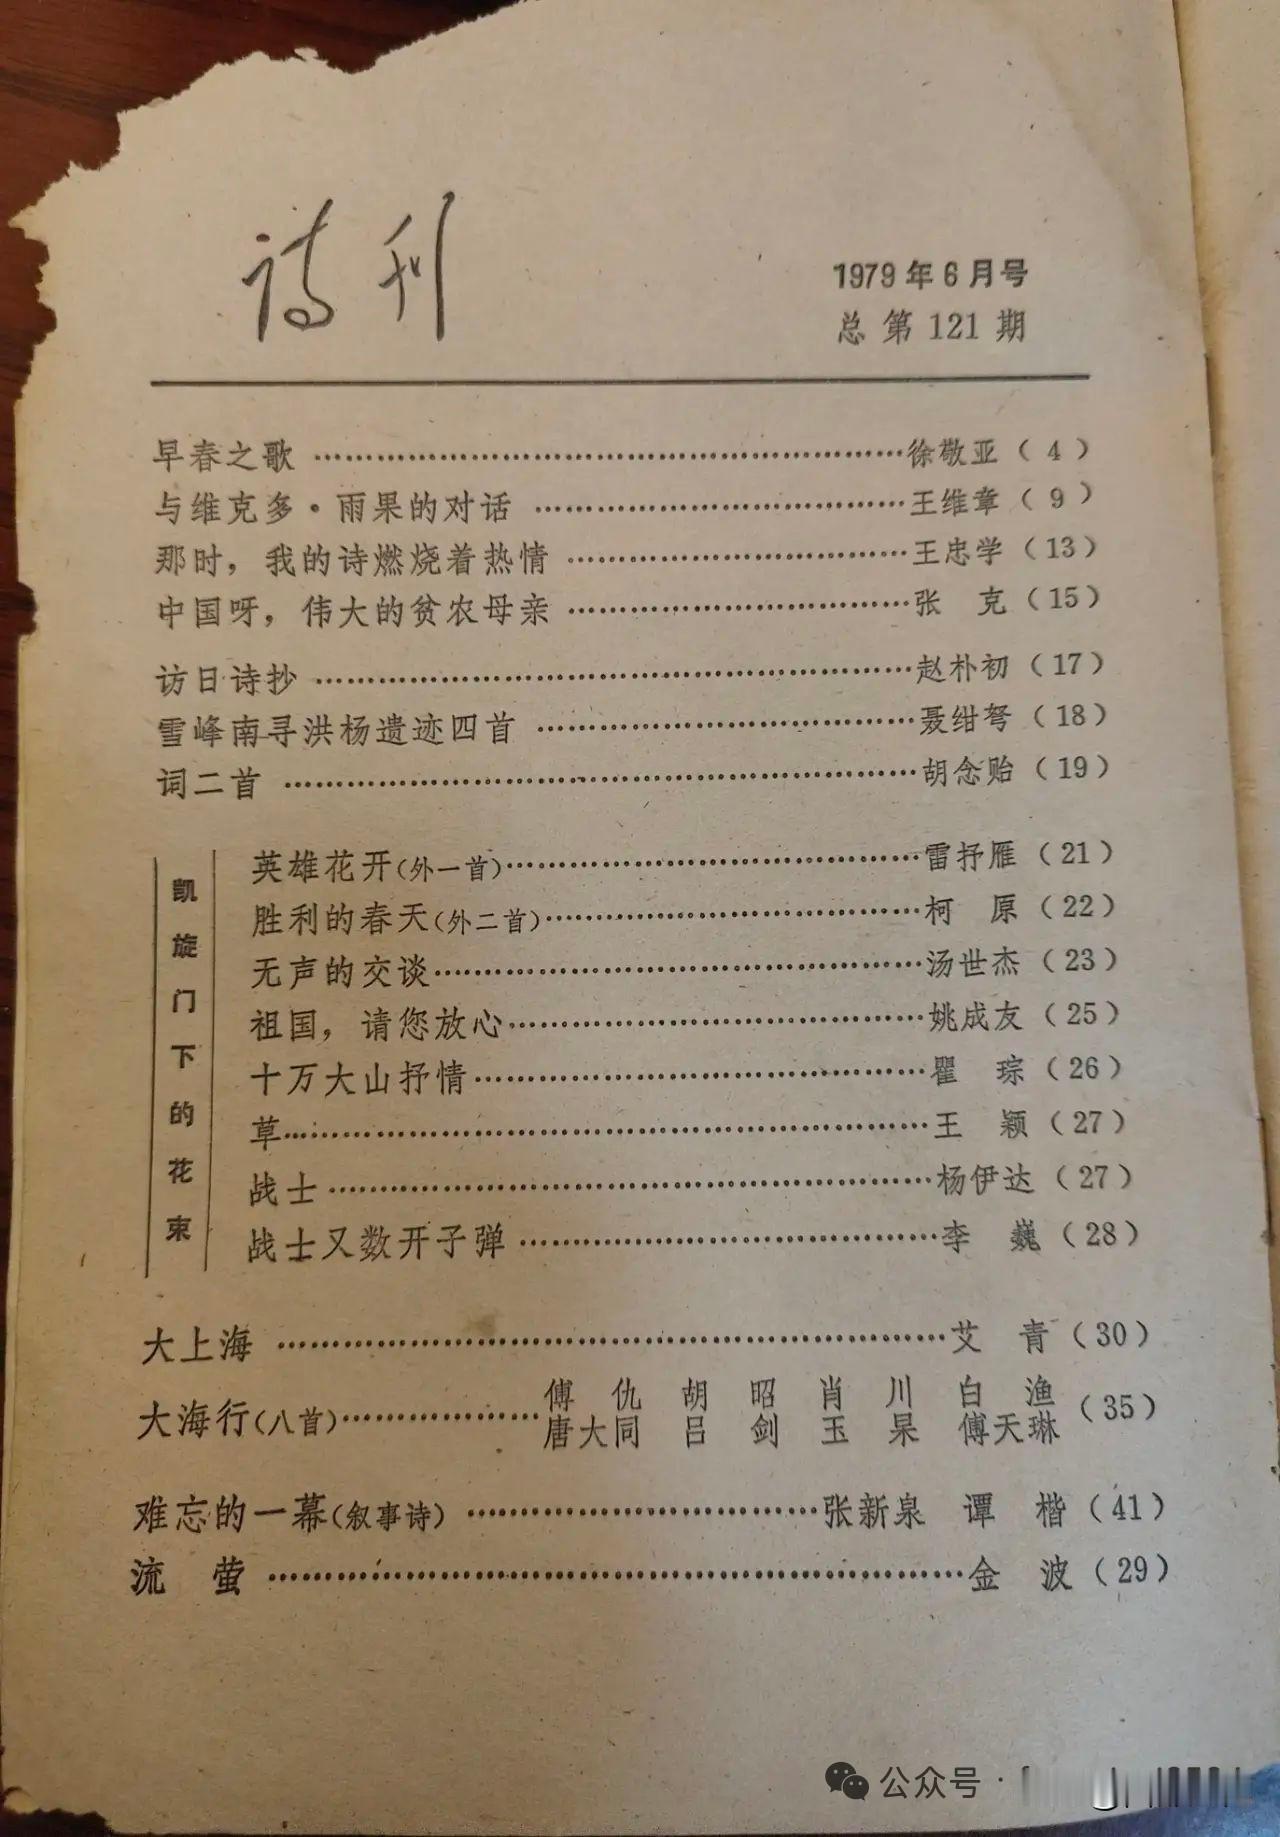 诗刊
1979年6月号
总第121期
早春之歌……………………………………徐敬亚（4）
与维克多·雨果的对话……………………王维章（9）
那时，我的诗燃烧着热情…………………王忠学（13）
中国呀，伟大的贫农母亲…………………张　克（15）
访日诗抄……………………………………赵朴初（17）
雪峰南寻洪杨遗迹四首……………………聂绀弩（18）
词二首………………………………………胡念贻（19）
凯旋门下的花束
英雄花开（外一首）………………………雷抒雁（21）
胜利的春天（外二首）……………………柯　原（22）
无声的交谈…………………………………汤世杰（23）
祖国，请您放心……………………………姚成友（25）
十万大山抒情………………………………瞿　琮（26）
草……………………………………………王　颖（27）
战士…………………………………………杨伊达（27）
战士又数开子弹……………………………李　巍（28）
大上海………………………………………艾　青（30）
大海行（八首）…………傅　仇　胡　昭　肖　川　白　渔
唐大同　吕　剑　玉　杲　傅天琳（35）
难忘的一幕（叙事诗）……………………张新泉　谭　楷（41）
流　萤………………………………………金　波（29）
公众号·